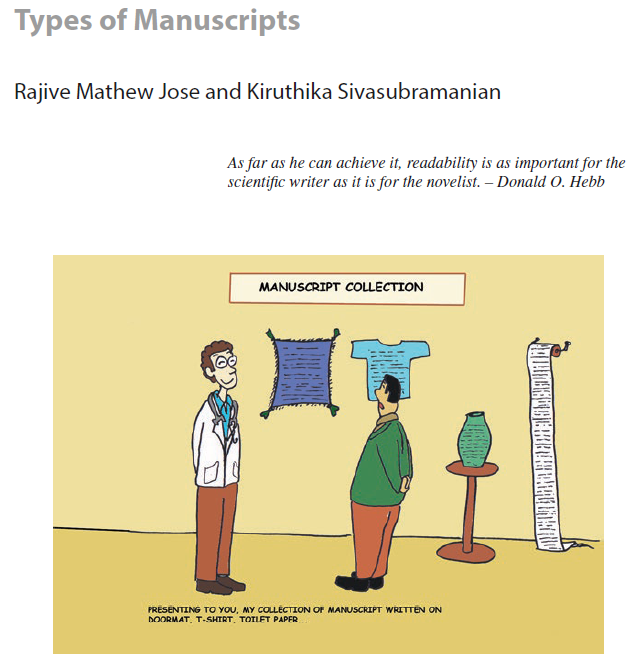 Types of Manuscripts
Rajive Mathew Jose and Kiruthika Sivasubramanian
As far as he can achieve it, readability is as important for the
scientific writer as it is for the novelist. – Donald O. Hebb
MANUSCRIPT COLLECTION
PRESENTING TO YOU, MY COLLECTION OF MANUSCRIPT WRITTEN ON
DOORMAT, T-SHIRT, TOILET PAPER